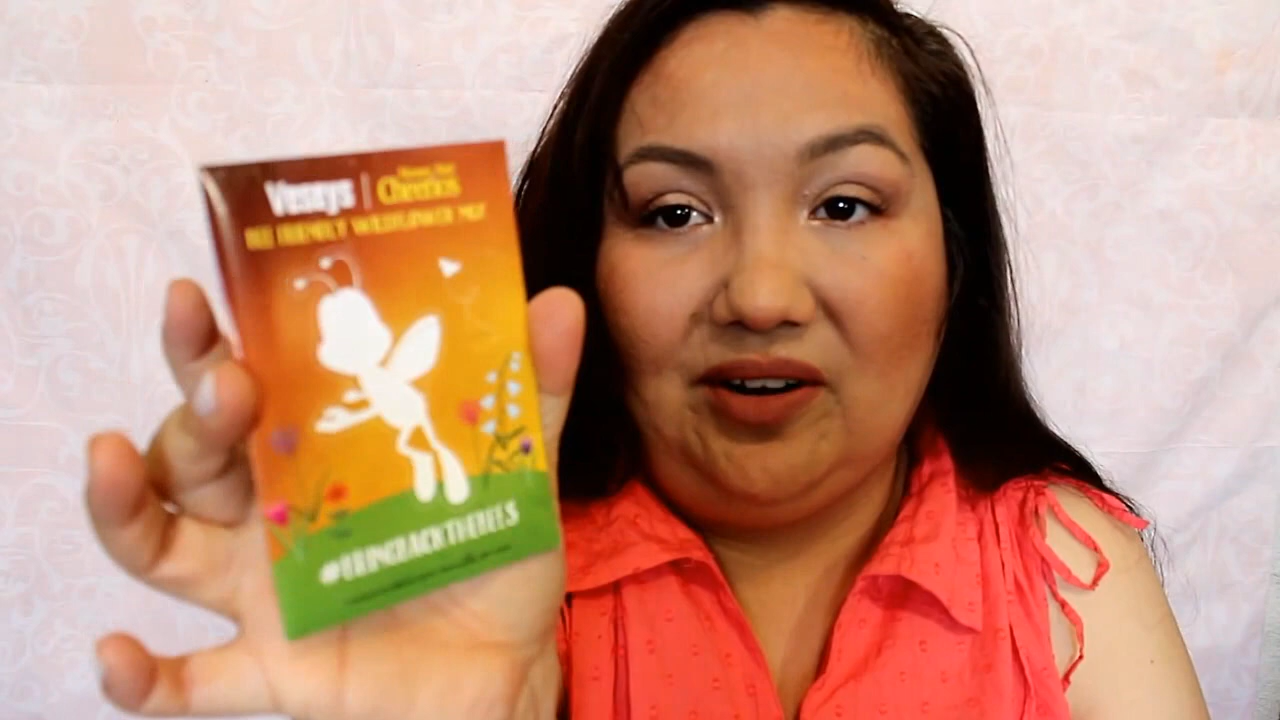 Veseys | Honey Nut Cheerios
BEE FRIENDLY WILDFLOWER MIX
#BRINGBACKTHEBEES